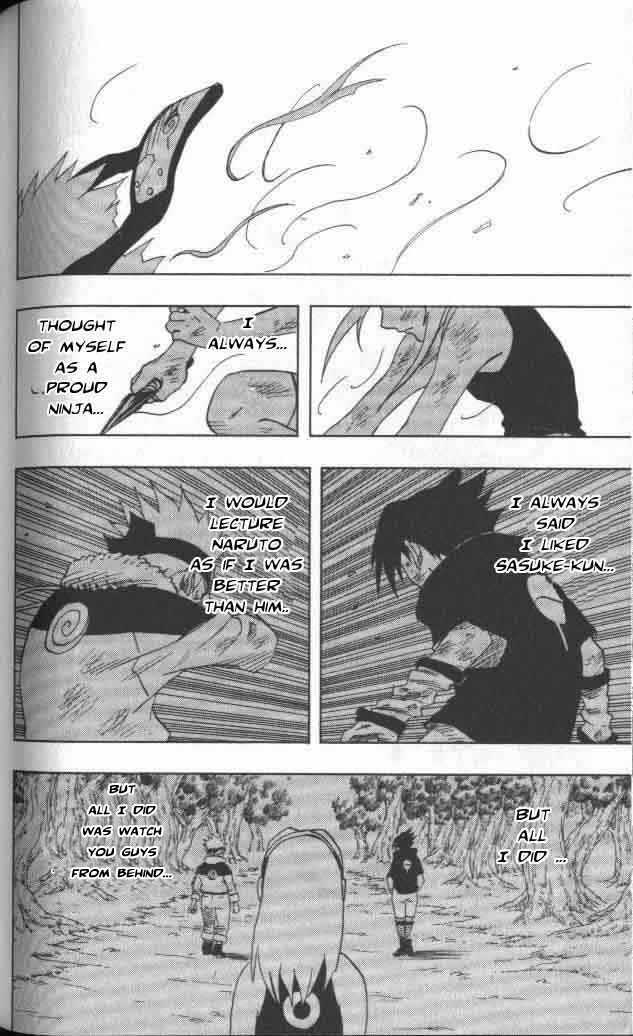 I
ALWAYS...
THOUGHT
OF MYSELF
AS A
PROUD
NINJA...
I ALWAYS
SAID
I LIKED
SASUKE-KUN...
I WOULD
LECTURE
NARUTO
AS IF I WAS
BETTER
THAN HIM..
BUT
ALL
I DID ...
BUT
ALL I DID
WAS WATCH
YOU GUYS
FROM BEHIND...